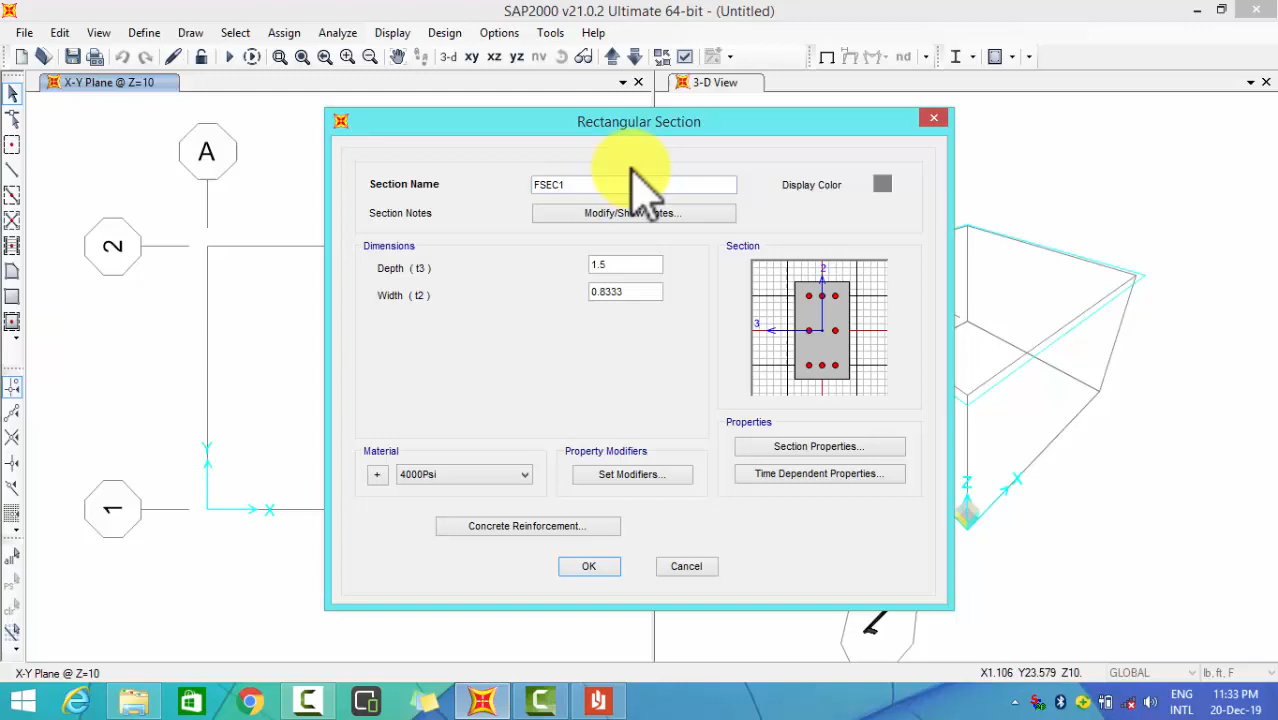 SAP2000 v21.0.2 Ultimate 64-bit - (Untitled)
File Edit View Define Draw Select Assign Analyze Display Design Options Tools Help
3-d xy xz yz nv nd
X-Y Plane @ Z=10
3-D View
Rectangular Section
Section Name FSEC1 Display Color
Section Notes
Dimensions
Depth ( t3 ) 1.5
Width ( t2 ) 0.8333
Section
2
3
Properties
Section Properties...
Time Dependent Properties...
Material
+ 4000Psi
Property Modifiers
Set Modifiers...
Concrete Reinforcement...
OK Cancel
A
2
1
Y
X
Z
X
all
PS
clr
X-Y Plane @ Z=10
X1.106 Y23.579 Z10.
GLOBAL
lb, ft, F
ENG
INTL
11:33 PM
20-Dec-19